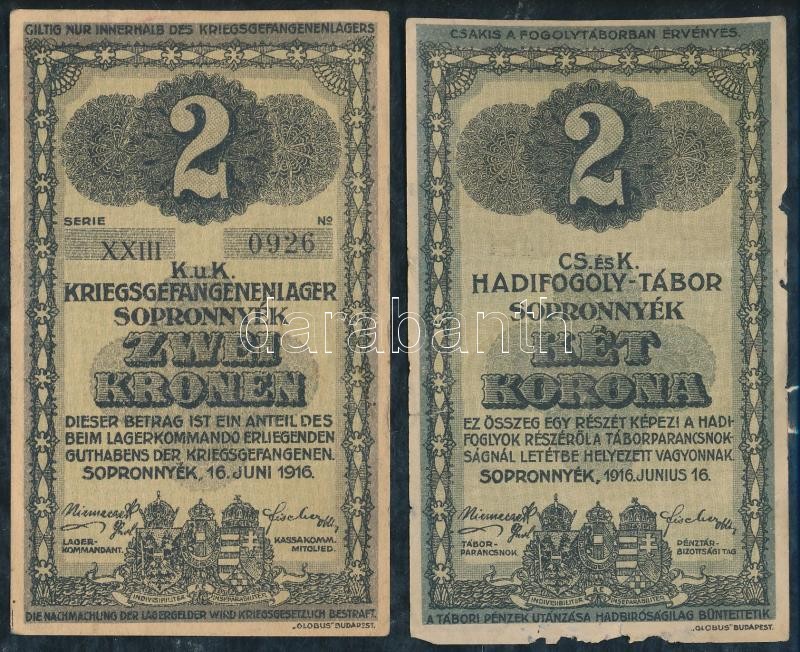 GILTIG NUR INNERHALB DES KRIEGSGEFANGENENLAGERS
2
SERIE Nº
XXIII 0926
K.u.K.
KRIEGSGEFANGENENLAGER
SOPRONNYÉK
ZWEI
KRONEN
DIESER BETRAG IST EIN ANTEIL DES
BEIM LAGERKOMMANDO ERLIEGENDEN
GUTHABENS DER KRIEGSGEFANGENEN.
SOPRONNYÉK, 16. JUNI 1916.
LAGER- KASSAKOMM.
KOMMANDANT. MITGLIED.
INDIVISIBILITER INSEPARABILITER
DIE NACHMACHUNG DER LAGERGELDER WIRD KRIEGSGESETZLICH BESTRAFT.
„GLOBUS” BUDAPEST.
CSAKIS A FOGOLYTÁBORBAN ÉRVÉNYES.
2
CS. ÉS K.
HADIFOGOLY-TÁBOR
SOPRONNYÉK
KÉT
KORONA
EZ ÖSSZEG EGY RÉSZÉT KÉPEZI A HADI-
FOGLYOK RÉSZÉRŐL A TÁBORPARANCSNOK-
SÁGNÁL LETÉTBE HELYEZETT VAGYONNAK.
SOPRONNYÉK, 1916. JUNIUS 16.
TÁBOR- PÉNZTÁR-
PARANCSNOK. BIZOTTSÁGI TAG.
INDIVISIBILITER INSEPARABILITER
A TÁBORI PÉNZEK UTÁNZÁSA HADBIRÓSÁGILAG BÜNTETTETIK.
„GLOBUS” BUDAPEST.
darabanth